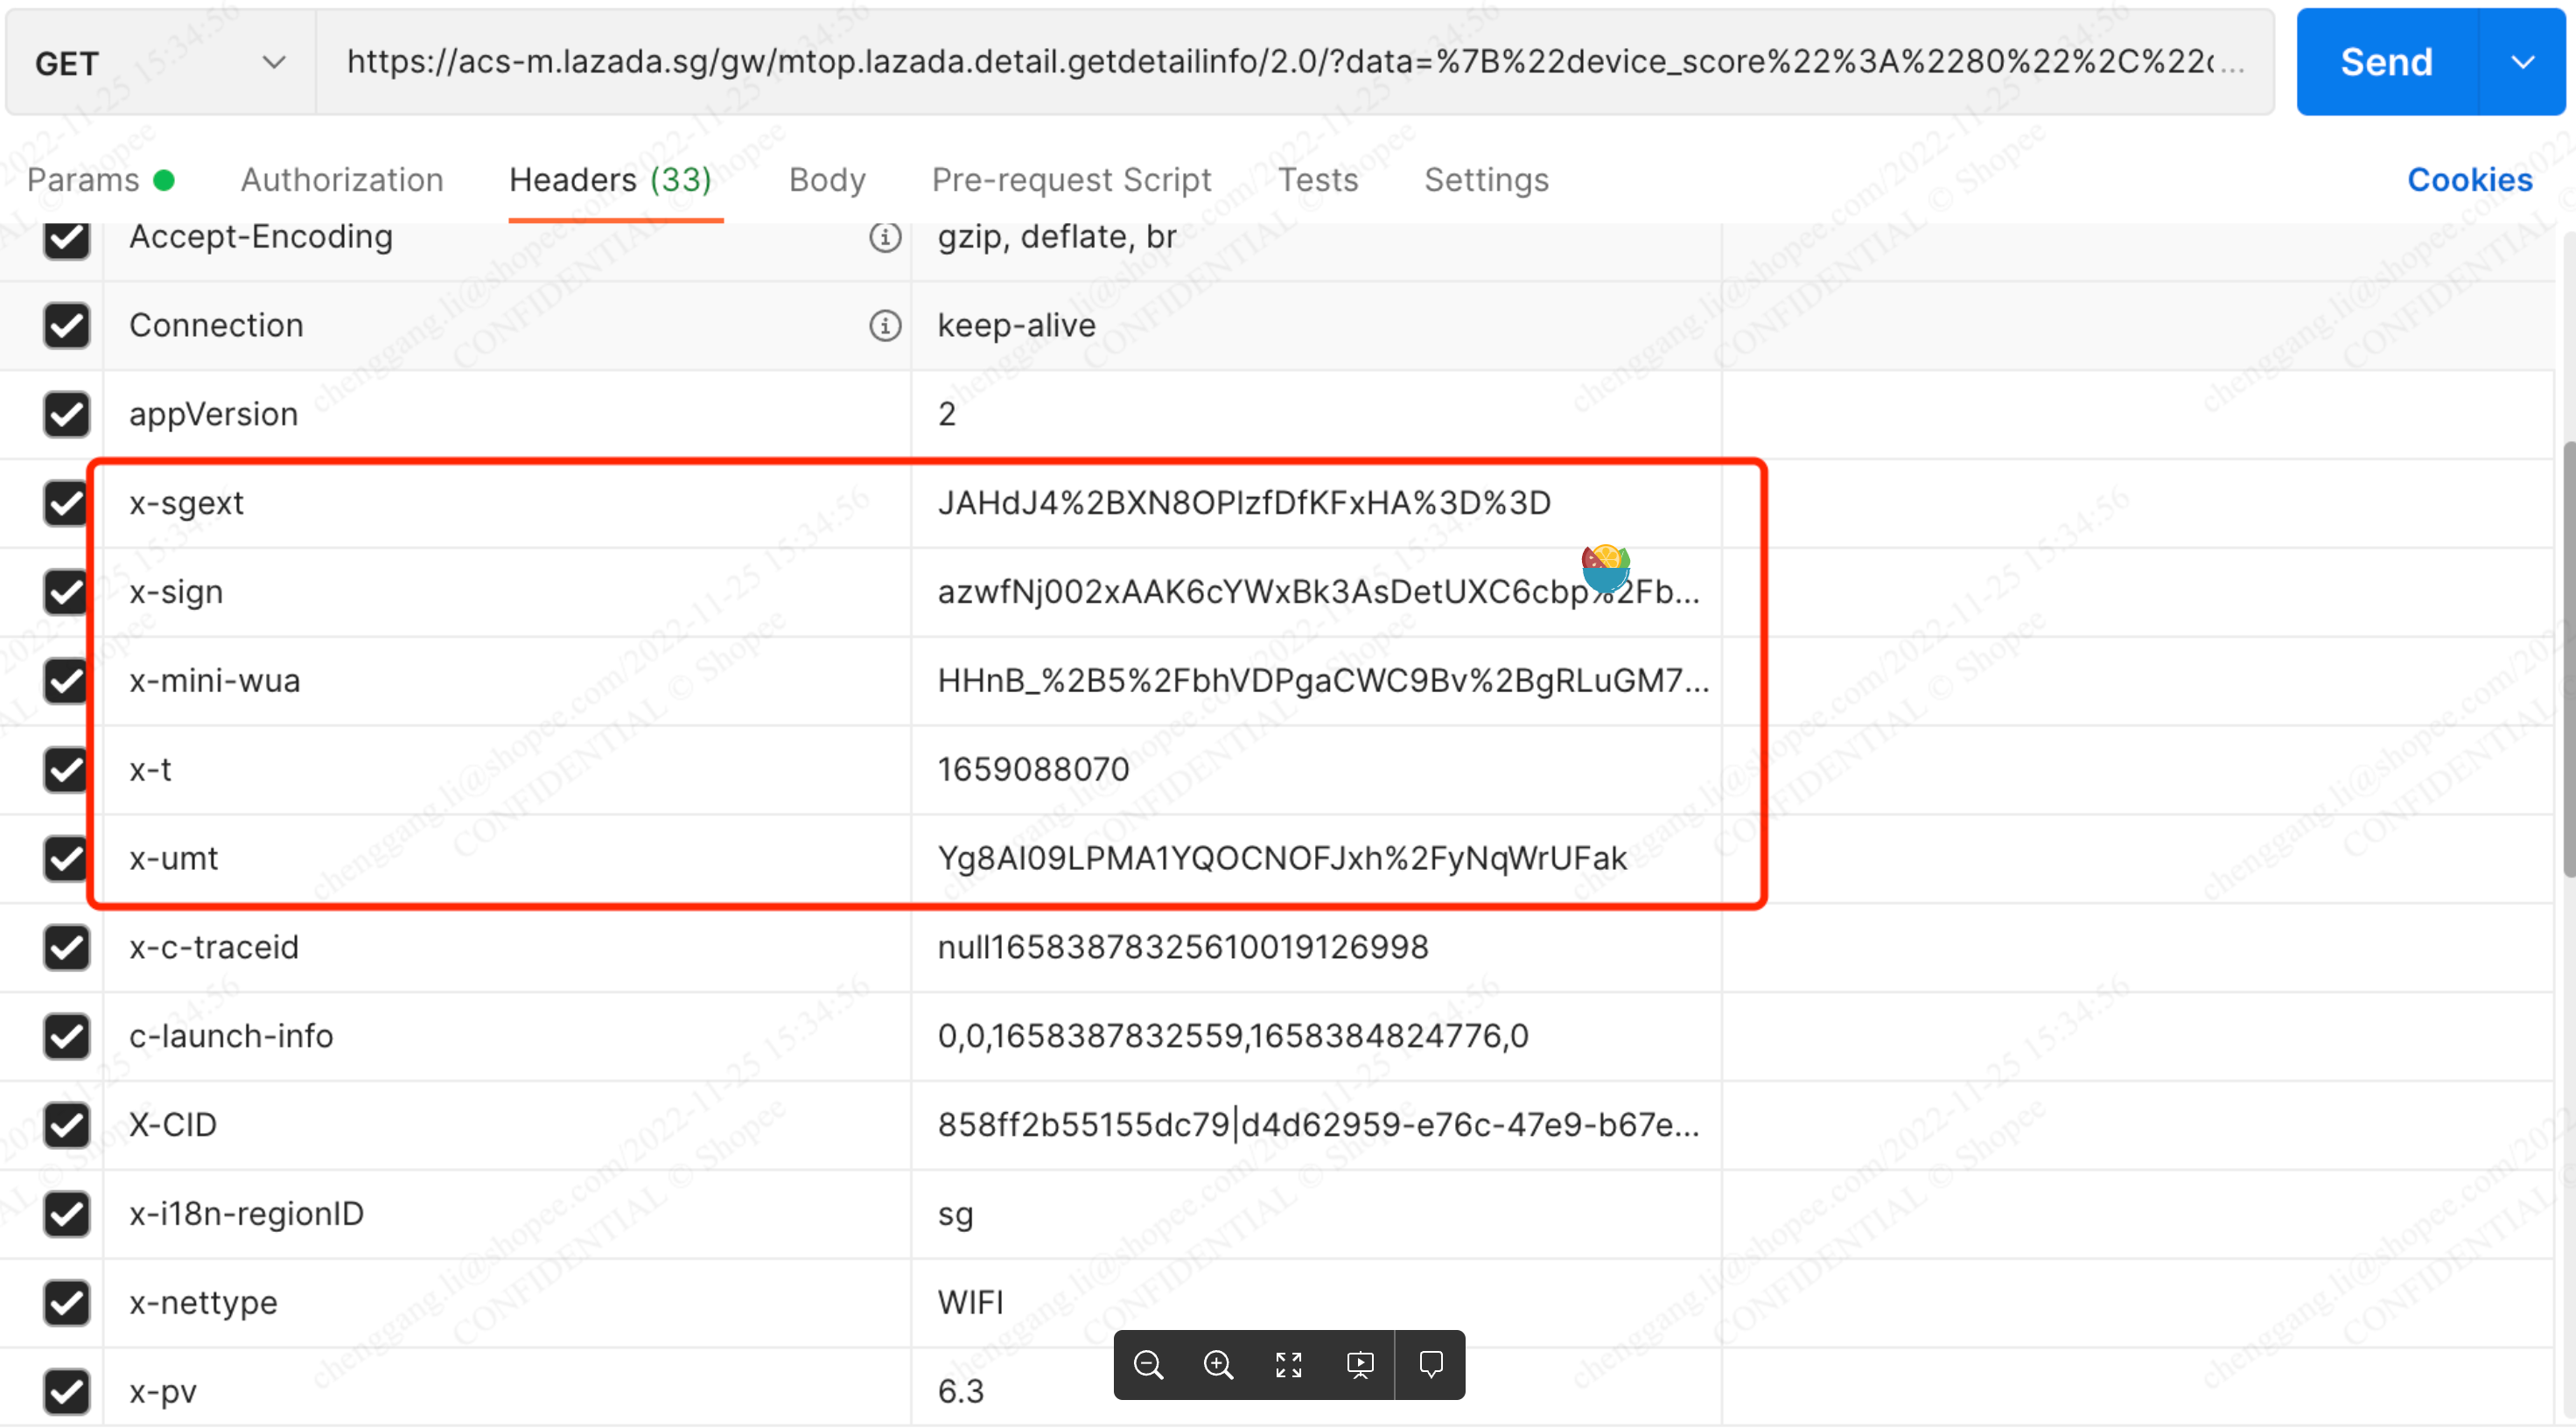 GET
https://acs-m.lazada.sg/gw/mtop.lazada.detail.getdetailinfo/2.0/?data=%7B%22device_score%22%3A%2280%22%2C%22c...
Send
Params
Authorization
Headers (33)
Body
Pre-request Script
Tests
Settings
Cookies
Accept-Encoding gzip, deflate, br
Connection keep-alive
appVersion 2
x-sgext JAHdJ4%2BXN8OPIzfDfKFxHA%3D%3D
x-sign azwfNj002xAAK6cYWxBk3AsDetUXC6cbp%2Fb...
x-mini-wua HHnB_%2B5%2FbhVDPgaCWC9Bv%2BgRLuGM7...
x-t 1659088070
x-umt Yg8AI09LPMA1YQOCNOFJxh%2FyNqWrUFak
x-c-traceid null16583878325610019126998
c-launch-info 0,0,1658387832559,1658384824776,0
X-CID 858ff2b55155dc79|d4d62959-e76c-47e9-b67e...
x-i18n-regionID sg
x-nettype WIFI
x-pv 6.3
chenggang.li@shopee.com/2022-11-25 15:34:56
CONFIDENTIAL © Shopee